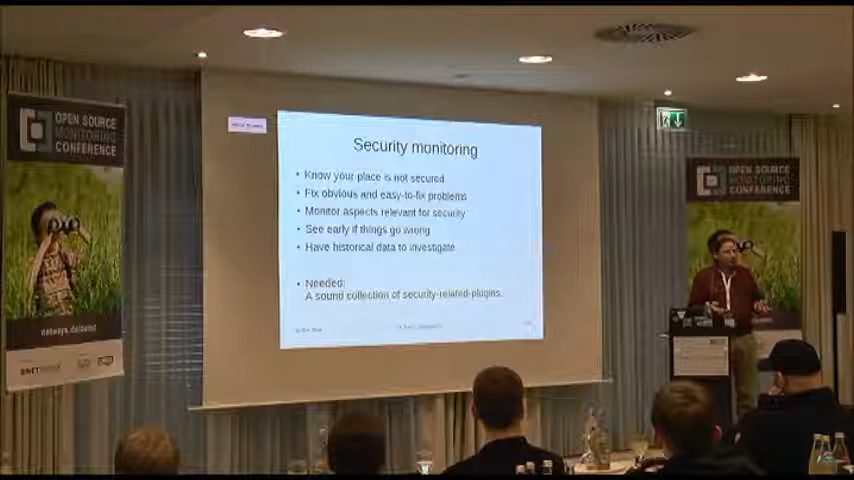 OPEN SOURCE
MONITORING
CONFERENCE
netways.de/osmc
Security monitoring
• Know your place is not secured
• Fix obvious and easy-to-fix problems
• Monitor aspects relevant for security
• See early if things go wrong
• Have historical data to investigate
• Needed:
A sound collection of security-related-plugins.
OPEN SOURCE
MONITORING
CONFERENCE